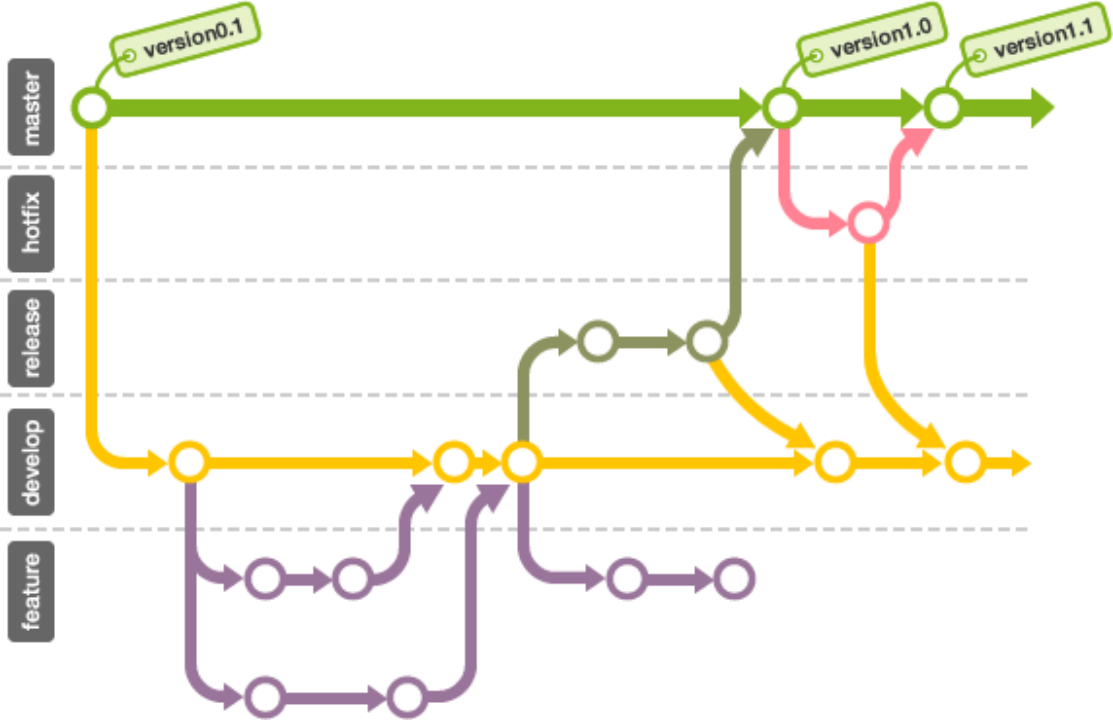 version0.1
version1.0
version1.1
master
hotfix
release
develop
feature